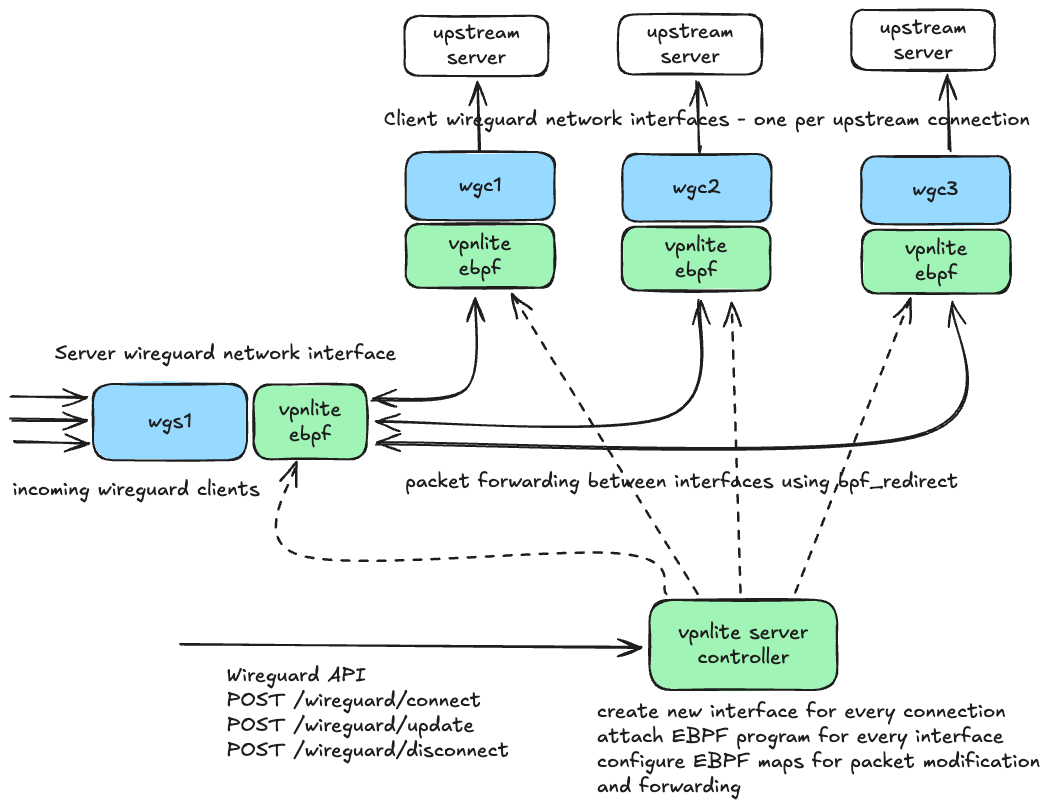 upstream
server
upstream
server
upstream
server
Client wireguard network interfaces - one per upstream connection
wgc1
wgc2
wgc3
vpnlite
ebpf
vpnlite
ebpf
vpnlite
ebpf
Server wireguard network interface
wgs1
vpnlite
ebpf
incoming wireguard clients
packet forwarding between interfaces using bpf_redirect
vpnlite server
controller
Wireguard API
POST /wireguard/connect
POST /wireguard/update
POST /wireguard/disconnect
create new interface for every connection
attach EBPF program for every interface
configure EBPF maps for packet modification
and forwarding